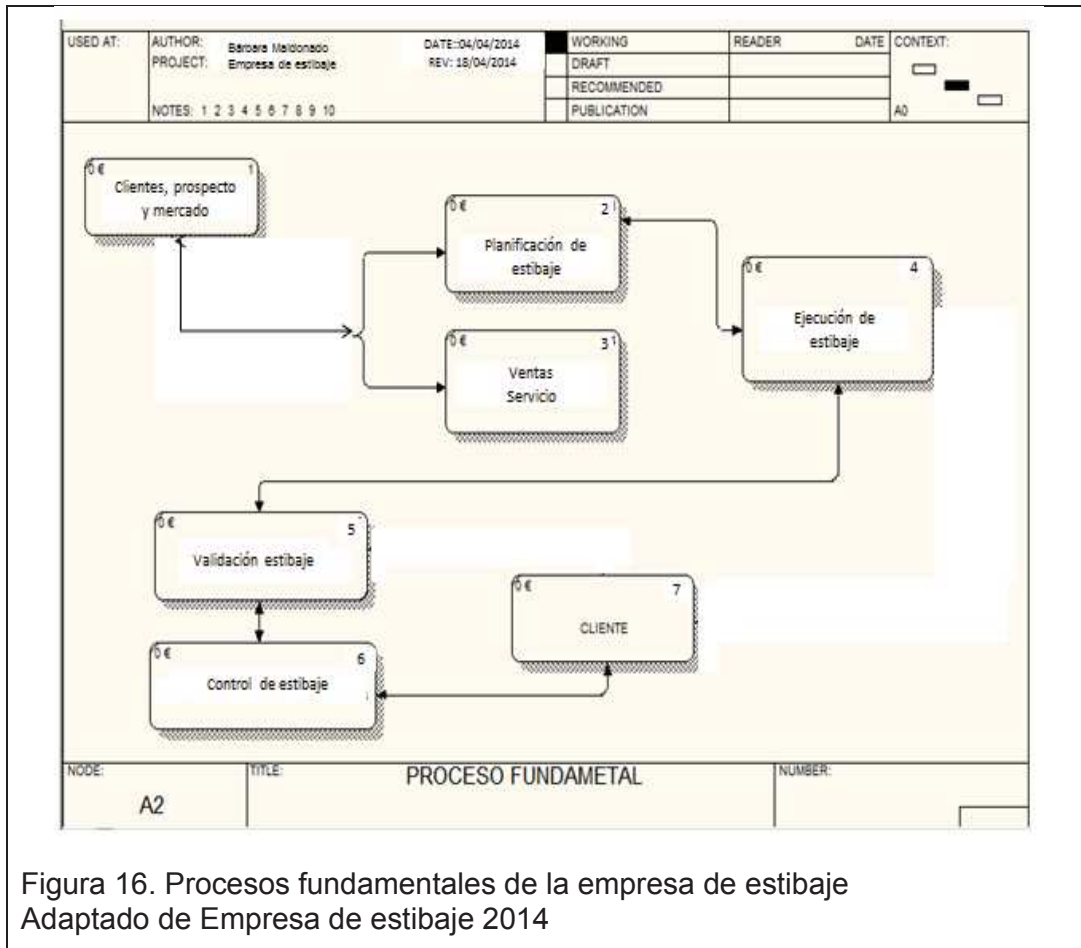 USED AT:
AUTHOR: Bárbara Maldonado
PROJECT: Empresa de estibaje
DATE::04/04/2014
REV: 18/04/2014
NOTES: 1 2 3 4 5 6 7 8 9 10
WORKING
DRAFT
RECOMMENDED
PUBLICATION
READER DATE
CONTEXT:
A0
0 € 1
Clientes, prospecto
y mercado
0 € 2
Planificación de
estibaje
0 € 3
Ventas
Servicio
0 € 4
Ejecución de
estibaje
0 € 5
Validación estibaje
0 € 6
Control de estibaje
0 € 7
CLIENTE
NODE:
A2
TITLE:
PROCESO FUNDAMETAL
NUMBER:
Figura 16. Procesos fundamentales de la empresa de estibaje
Adaptado de Empresa de estibaje 2014